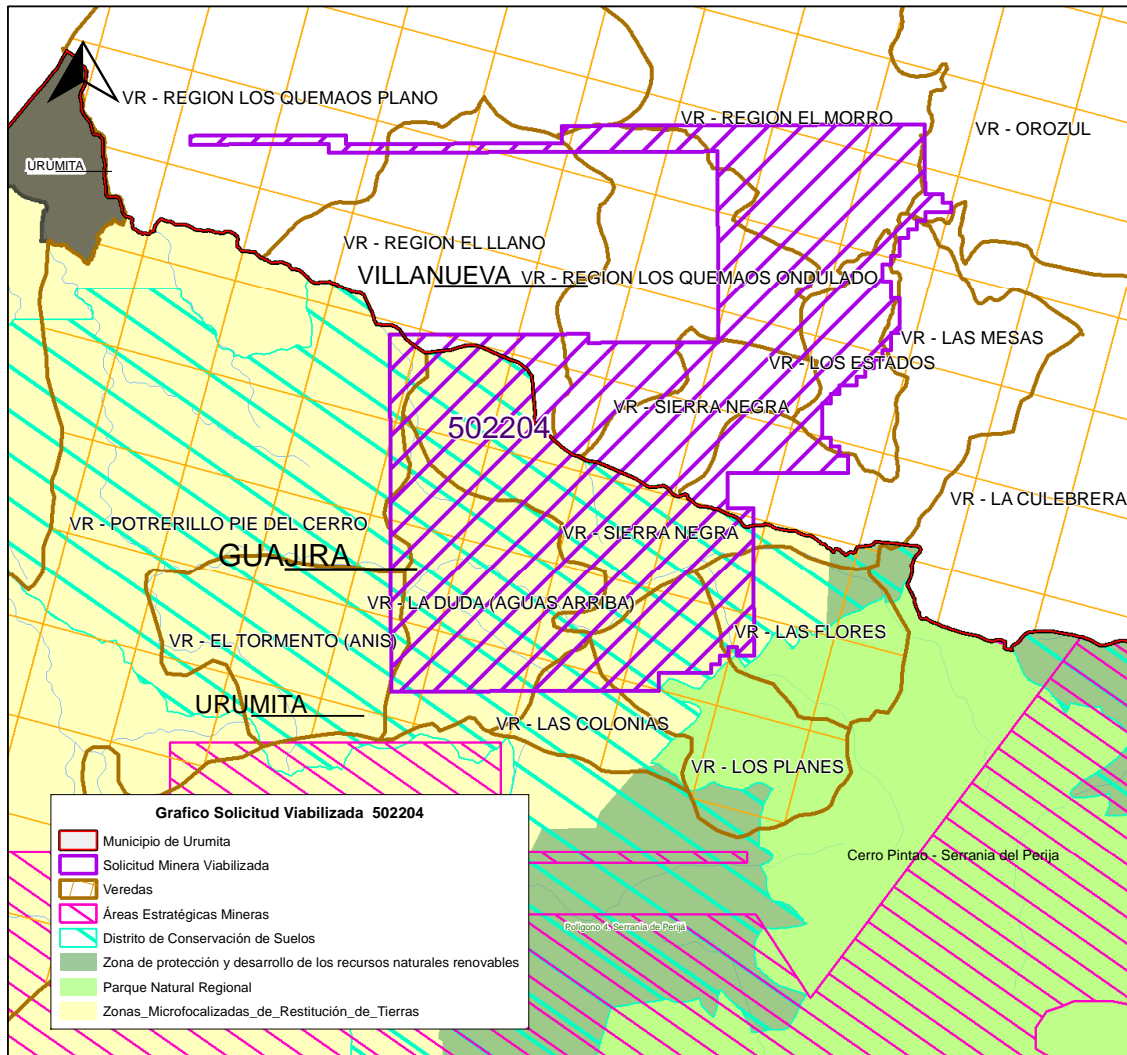 VR - REGION LOS QUEMAOS PLANO
VR - REGION EL MORRO
VR - OROZUL
URUMITA
VR - REGION EL LLANO
VILLANUEVA
VR - REGION LOS QUEMAOS ONDULADO
VR - LAS MESAS
VR - LOS ESTADOS
VR - SIERRA NEGRA
502204
VR - LA CULEBRERA
VR - POTRERILLO PIE DEL CERRO
VR - SIERRA NEGRA
GUAJIRA
VR - LA DUDA (AGUAS ARRIBA)
VR - EL TORMENTO (ANIS)
VR - LAS FLORES
URUMITA
VR - LAS COLONIAS
VR - LOS PLANES
Cerro Pintao - Serrania del Perija
Polígono 4. Serranía de Perijá
Grafico Solicitud Viabilizada 502204
Municipio de Urumita
Solicitud Minera Viabilizada
Veredas
Áreas Estratégicas Mineras
Distrito de Conservación de Suelos
Zona de protección y desarrollo de los recursos naturales renovables
Parque Natural Regional
Zonas_Microfocalizadas_de_Restitución_de_Tierras